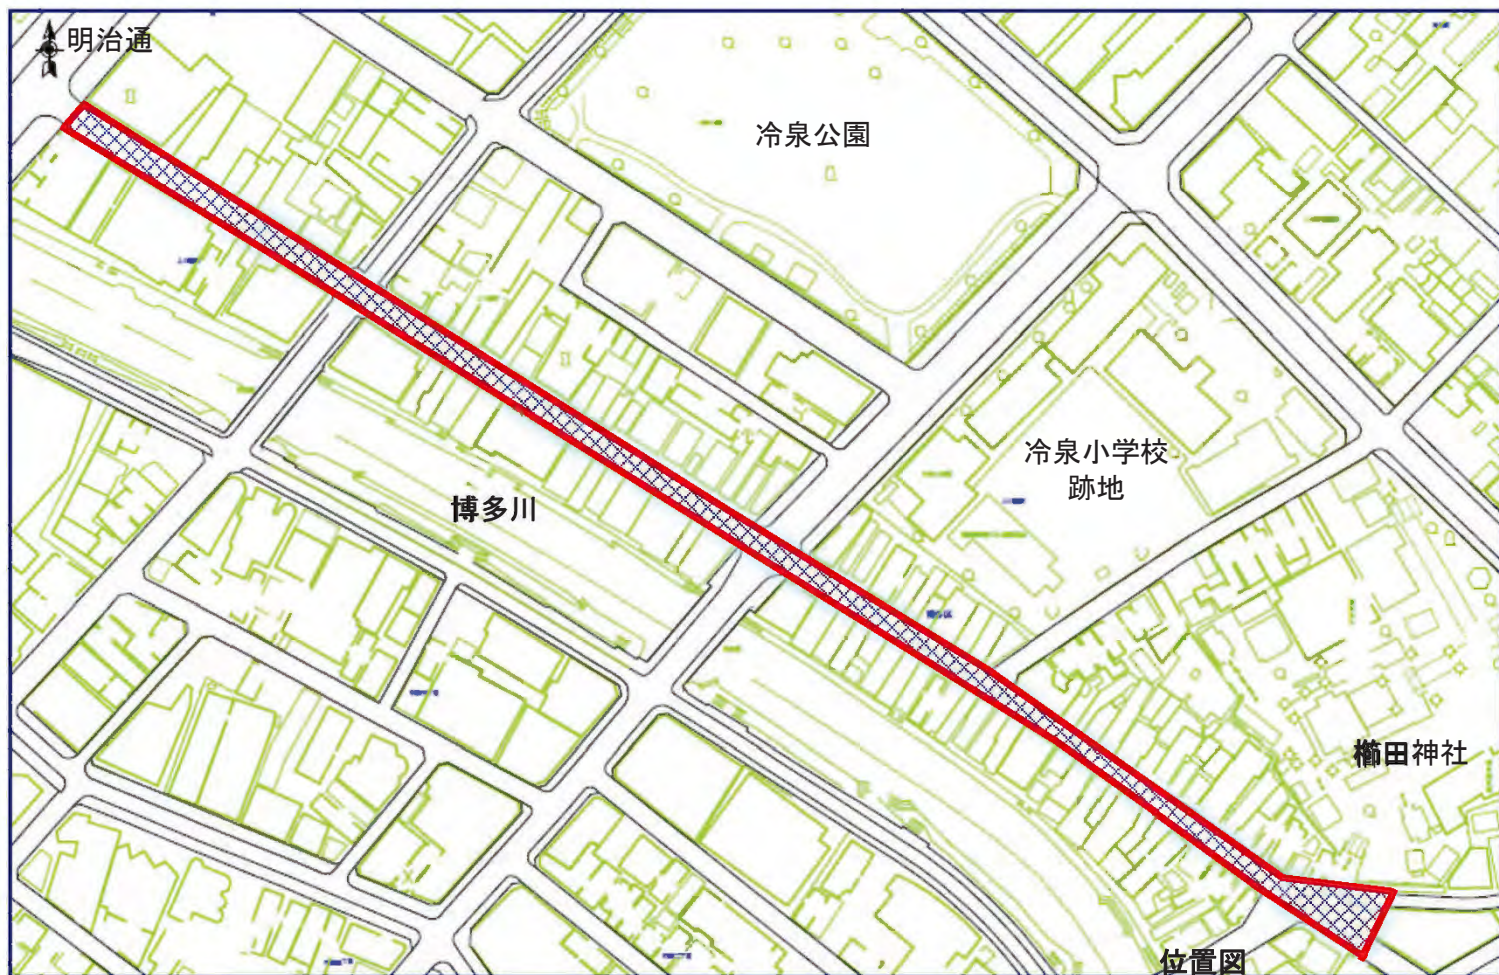 明治通
冷泉公園
冷泉小学校
跡地
博多川
櫛田神社
位置図